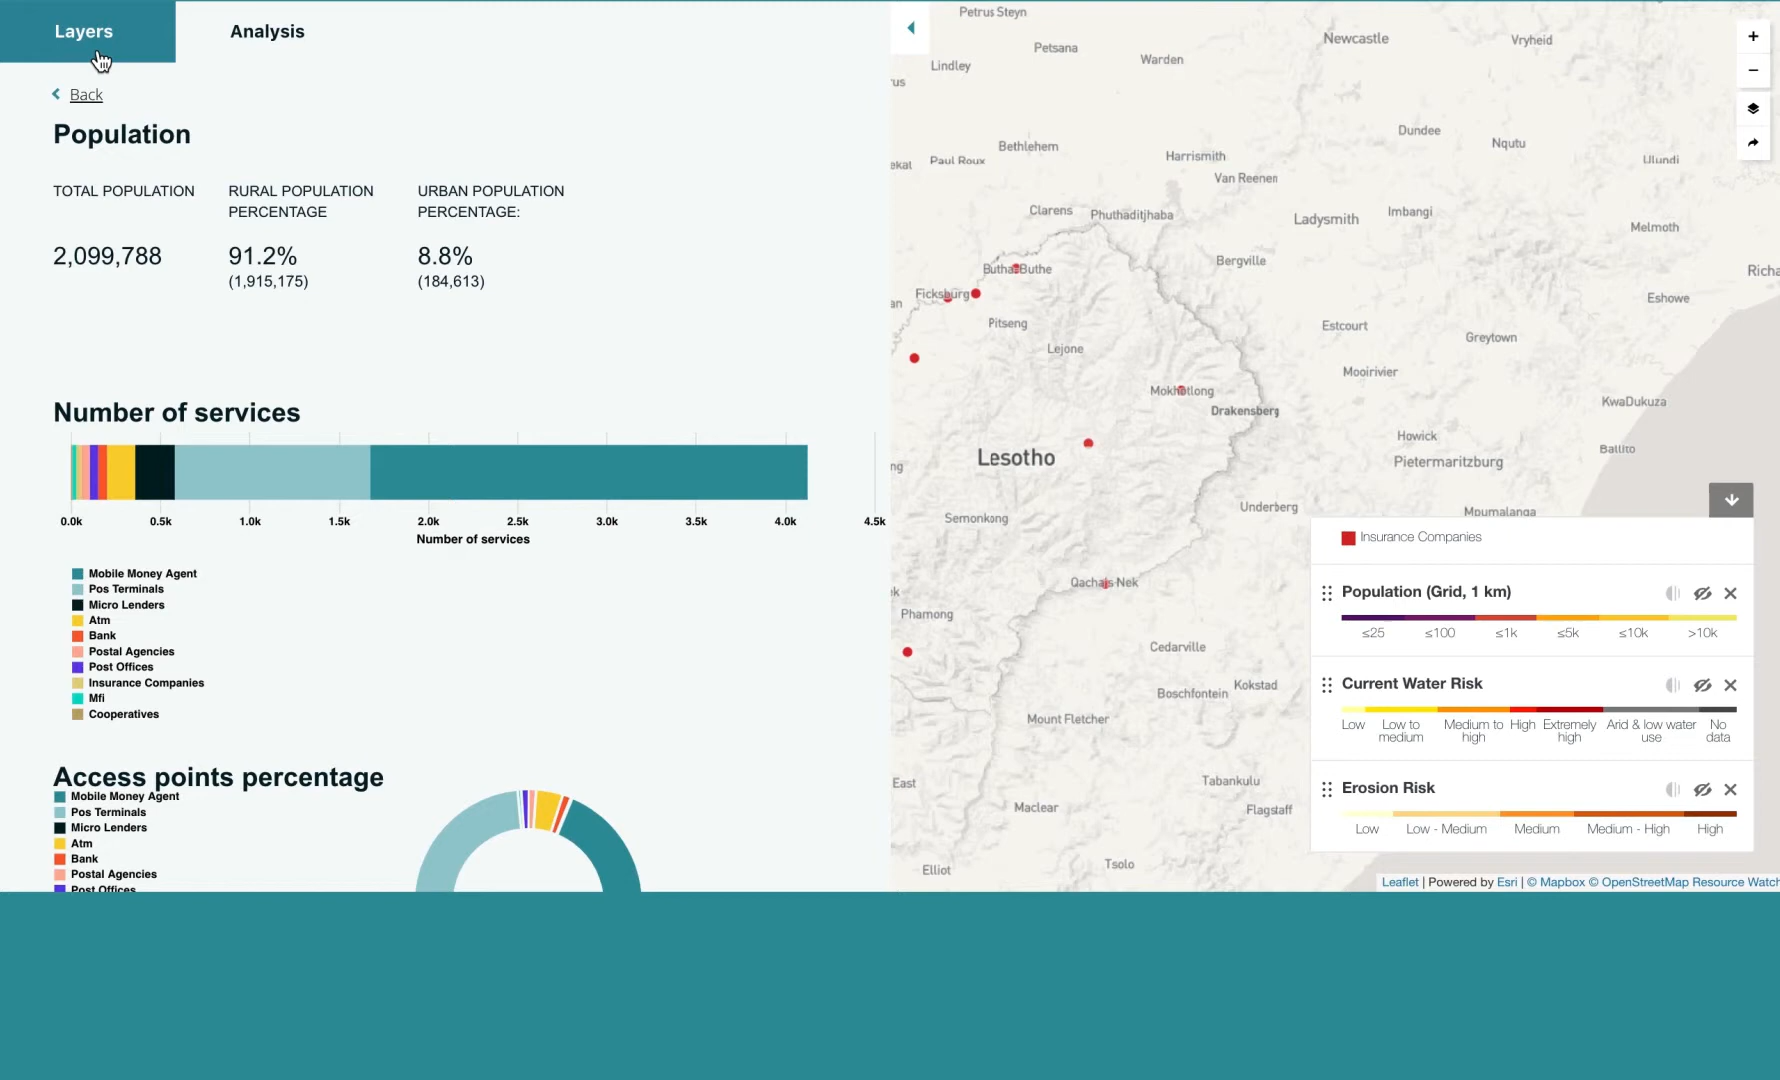 Layers
Analysis
Back
Population
TOTAL POPULATION
2,099,788
RURAL POPULATION
PERCENTAGE
91.2%
(1,915,175)
URBAN POPULATION
PERCENTAGE:
8.8%
(184,613)
Number of services
0.0k 0.5k 1.0k 1.5k 2.0k 2.5k 3.0k 3.5k 4.0k 4.5k
Number of services
Mobile Money Agent
Pos Terminals
Micro Lenders
Atm
Bank
Postal Agencies
Post Offices
Insurance Companies
Mfi
Cooperatives
Access points percentage
Mobile Money Agent
Pos Terminals
Micro Lenders
Atm
Bank
Postal Agencies
Post Offices
Petrus Steyn
Petsana
Newcastle
Vryheid
Lindley
Warden
Dundee
Nqutu
Bethlehem
Harrismith
Paul Roux
Ulundi
Van Reenen
Clarens
Phuthaditjhaba
Ladysmith
Imbangi
Melmoth
Bergville
Butha-Buthe
Richa
Ficksburg
Eshowe
Pitseng
Estcourt
Greytown
Lejone
Mooirivier
Mokhotlong
KwaDukuza
Drakensberg
Howick
Ballito
Lesotho
Pietermaritzburg
Underberg
Mpumalanga
Semonkong
Qacha's Nek
Phamong
Cedarville
Kokstad
Boschfontein
Mount Fletcher
East
Tabankulu
Maclear
Flagstaff
Tsolo
Elliot
+
−
Insurance Companies
Population (Grid, 1 km)
≤25 ≤100 ≤1k ≤5k ≤10k >10k
Current Water Risk
Low
Low to
medium
Medium to
high
High
Extremely
high
Arid & low water
use
No
data
Erosion Risk
Low Low - Medium Medium Medium - High High
Leaflet | Powered by Esri | © Mapbox © OpenStreetMap Resource Watch